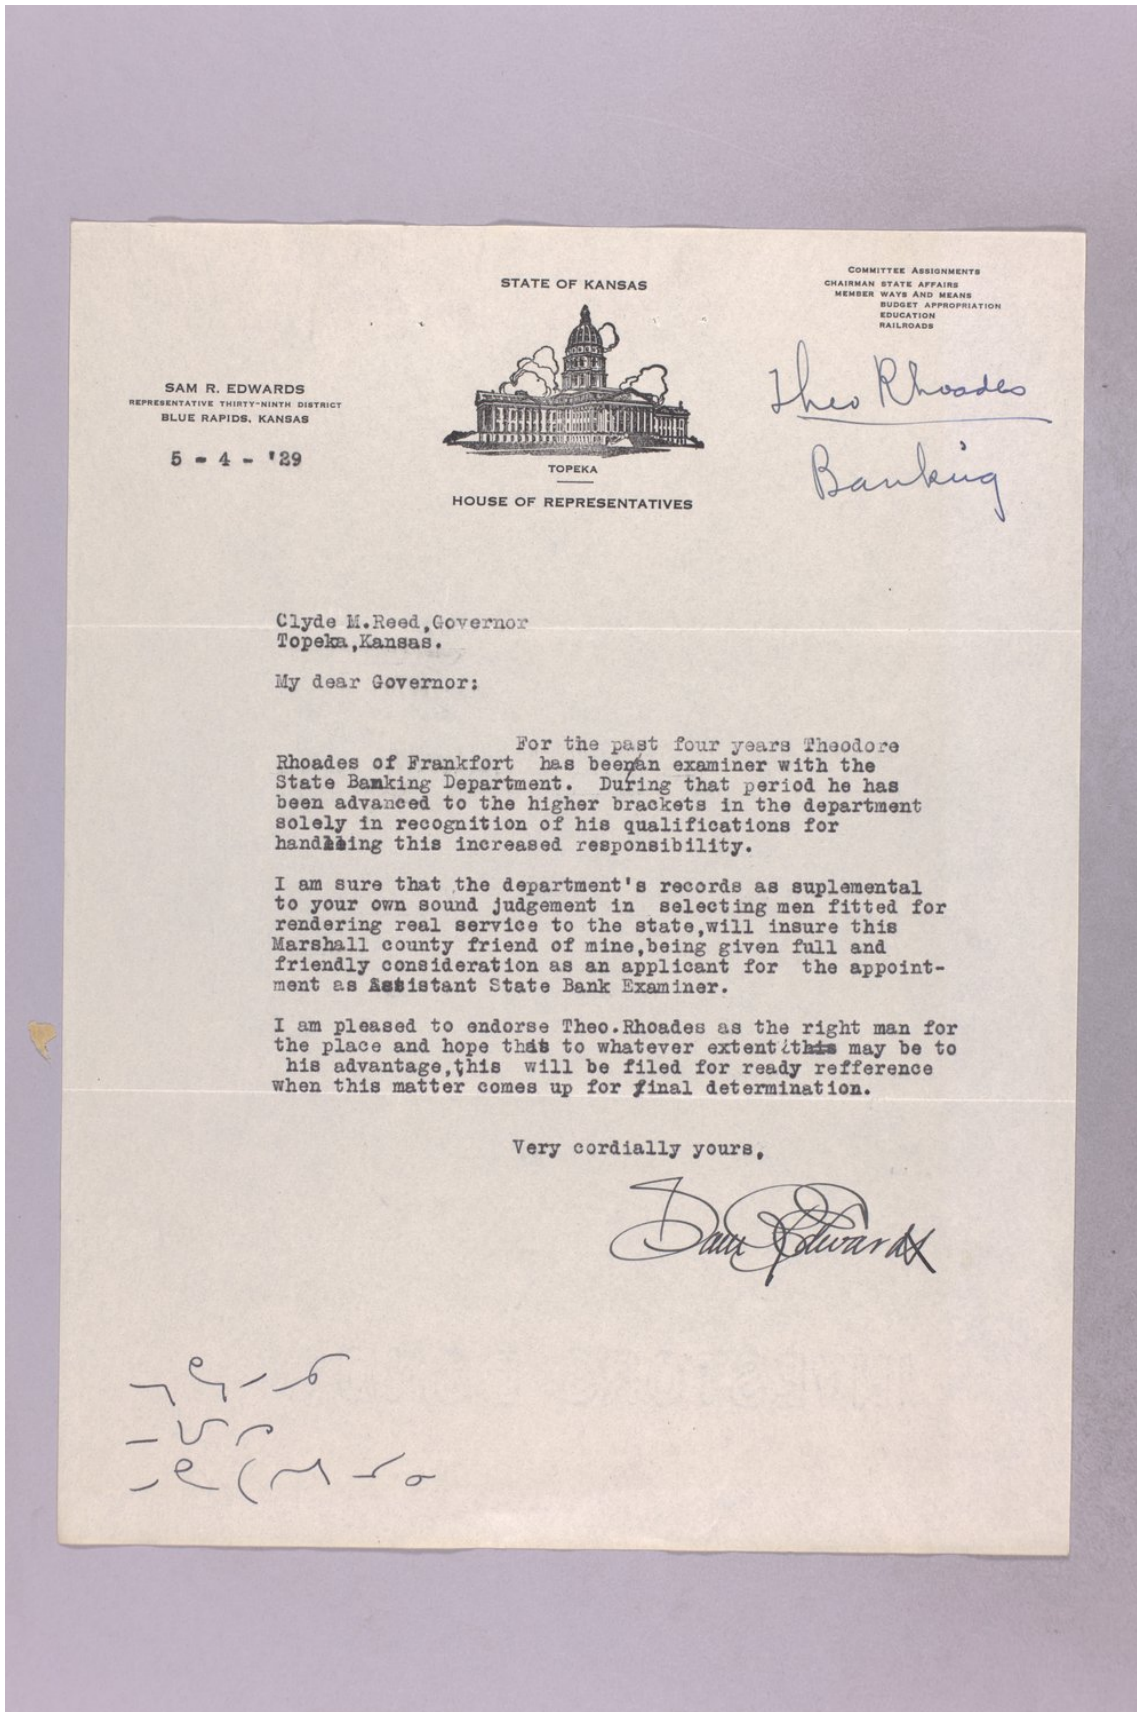 STATE OF KANSAS
COMMITTEE ASSIGNMENTS
CHAIRMAN STATE AFFAIRS
MEMBER WAYS AND MEANS
BUDGET APPROPRIATION
EDUCATION
RAILROADS
SAM R. EDWARDS
REPRESENTATIVE THIRTY-NINTH DISTRICT
BLUE RAPIDS, KANSAS
5 - 4 - '29
TOPEKA
HOUSE OF REPRESENTATIVES
Theo Rhoades
Banking
Clyde M.Reed,Governor
Topeka,Kansas.
My dear Governor:
For the past four years Theodore
Rhoades of Frankfort has been/an examiner with the
State Banking Department. During that period he has
been advanced to the higher brackets in the department
solely in recognition of his qualifications for
handling this increased responsibility.
I am sure that the department's records as suplemental
to your own sound judgement in selecting men fitted for
rendering real service to the state,will insure this
Marshall county friend of mine,being given full and
friendly consideration as an applicant for the appoint-
ment as Assistant State Bank Examiner.
I am pleased to endorse Theo.Rhoades as the right man for
the place and hope that to whatever extent this may be to
his advantage,this will be filed for ready refference
when this matter comes up for final determination.
Very cordially yours,
Sam R Edwards